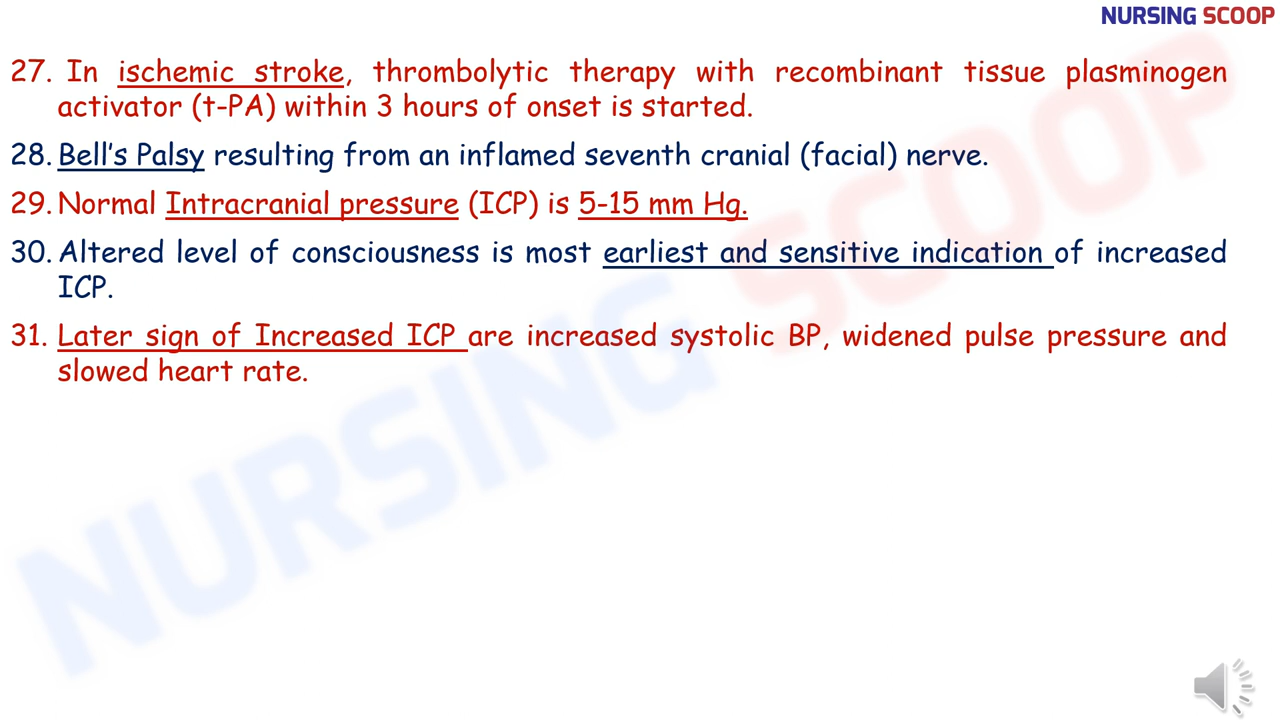 NURSING SCOOP
27. In ischemic stroke, thrombolytic therapy with recombinant tissue plasminogen
activator (t-PA) within 3 hours of onset is started.
28. Bell's Palsy resulting from an inflamed seventh cranial (facial) nerve.
29. Normal Intracranial pressure (ICP) is 5-15 mm Hg.
30. Altered level of consciousness is most earliest and sensitive indication of increased
ICP.
31. Later sign of Increased ICP are increased systolic BP, widened pulse pressure and
slowed heart rate.
NURSING SCOOP